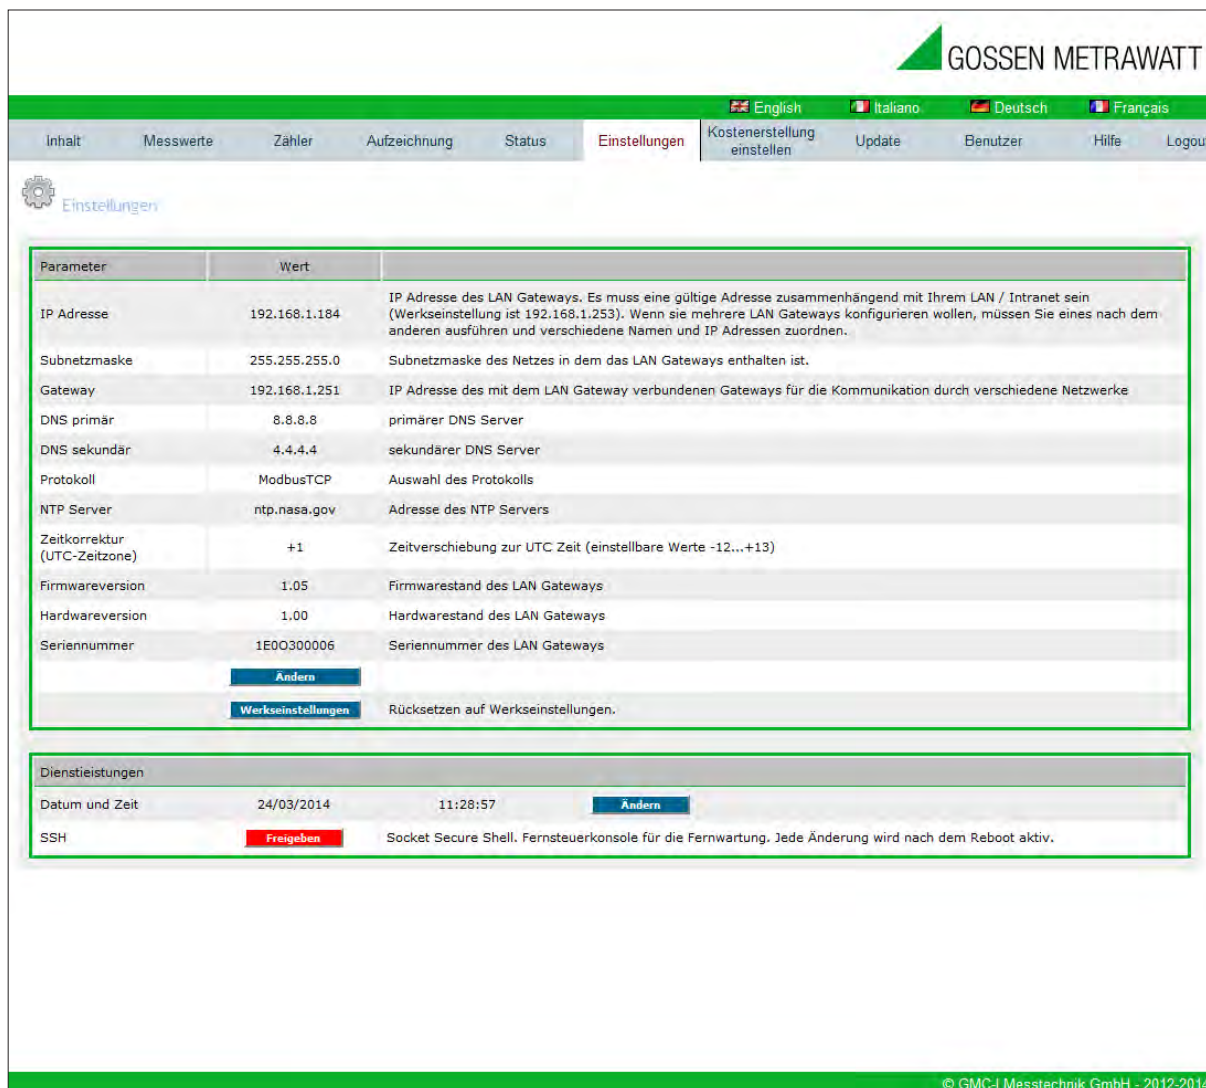 GOSSEN METRAWATT
English Italiano Deutsch Français
Inhalt Messwerte Zähler Aufzeichnung Status Einstellungen Kostenerstellung einstellen Update Benutzer Hilfe Logou
Einstellungen
Parameter Wert
IP Adresse 192.168.1.184 IP Adresse des LAN Gateways. Es muss eine gültige Adresse zusammenhängend mit Ihrem LAN / Intranet sein
(Werkseinstellung ist 192.168.1.253). Wenn sie mehrere LAN Gateways konfigurieren wollen, müssen Sie eines nach dem
anderen ausführen und verschiedene Namen und IP Adressen zuordnen.
Subnetzmaske 255.255.255.0 Subnetzmaske des Netzes in dem das LAN Gateways enthalten ist.
Gateway 192.168.1.251 IP Adresse des mit dem LAN Gateway verbundenen Gateways für die Kommunikation durch verschiedene Netzwerke
DNS primär 8.8.8.8 primärer DNS Server
DNS sekundär 4.4.4.4 sekundärer DNS Server
Protokoll ModbusTCP Auswahl des Protokolls
NTP Server ntp.nasa.gov Adresse des NTP Servers
Zeitkorrektur
(UTC-Zeitzone) +1 Zeitverschiebung zur UTC Zeit (einstellbare Werte -12...+13)
Firmwareversion 1.05 Firmwarestand des LAN Gateways
Hardwareversion 1.00 Hardwarestand des LAN Gateways
Seriennummer 1E0O300006 Seriennummer des LAN Gateways
Ändern
Werkseinstellungen Rücksetzen auf Werkseinstellungen.
Dienstieistungen
Datum und Zeit 24/03/2014 11:28:57 Ändern
SSH Freigeben Socket Secure Shell. Fernsteuerkonsole für die Fernwartung. Jede Änderung wird nach dem Reboot aktiv.
© GMC-I Messtechnik GmbH - 2012-2014